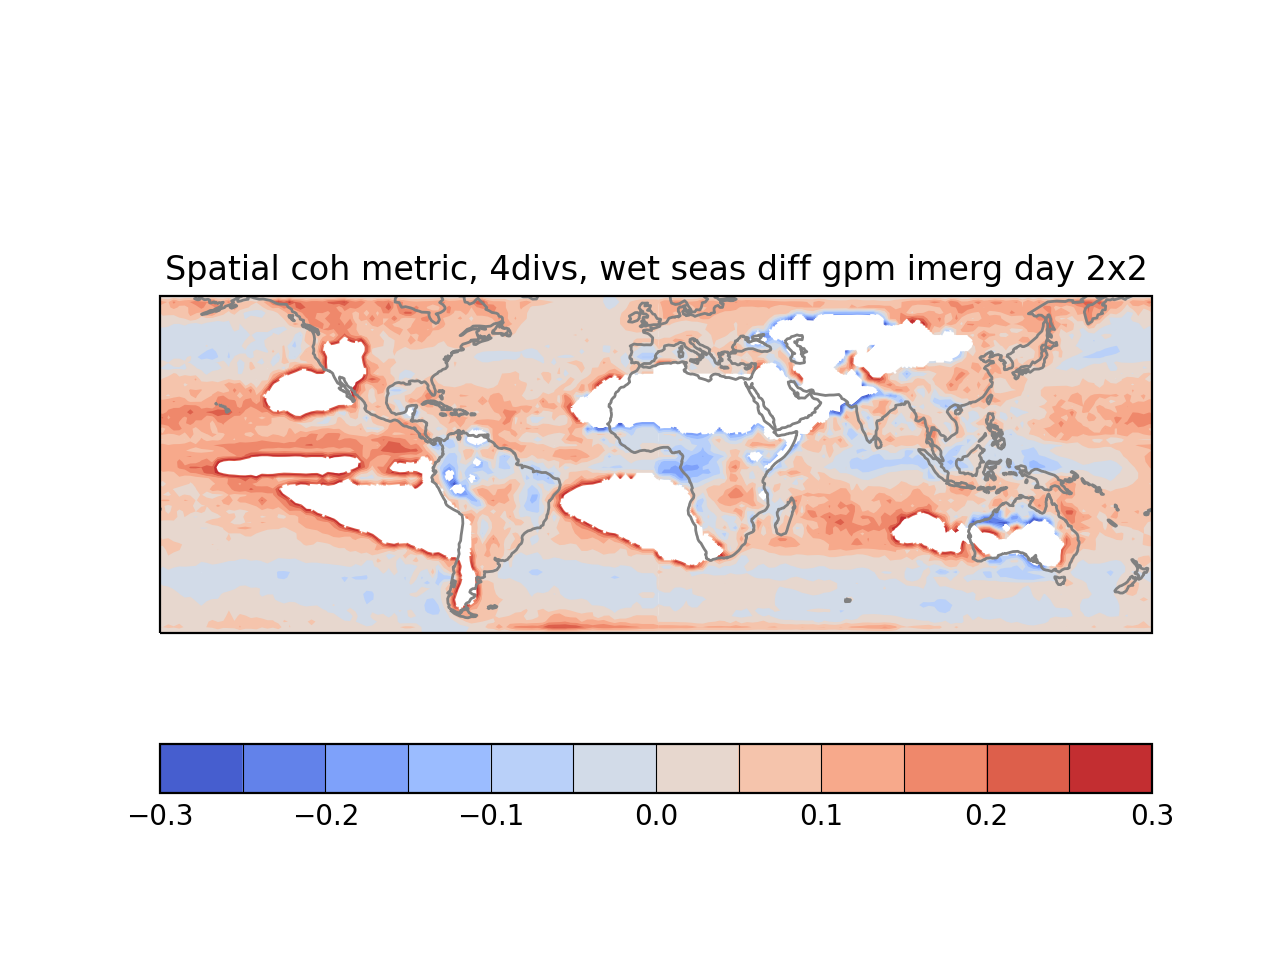 Spatial coh metric, 4divs, wet seas diff gpm imerg day 2x2
−0.3 −0.2 −0.1 0.0 0.1 0.2 0.3